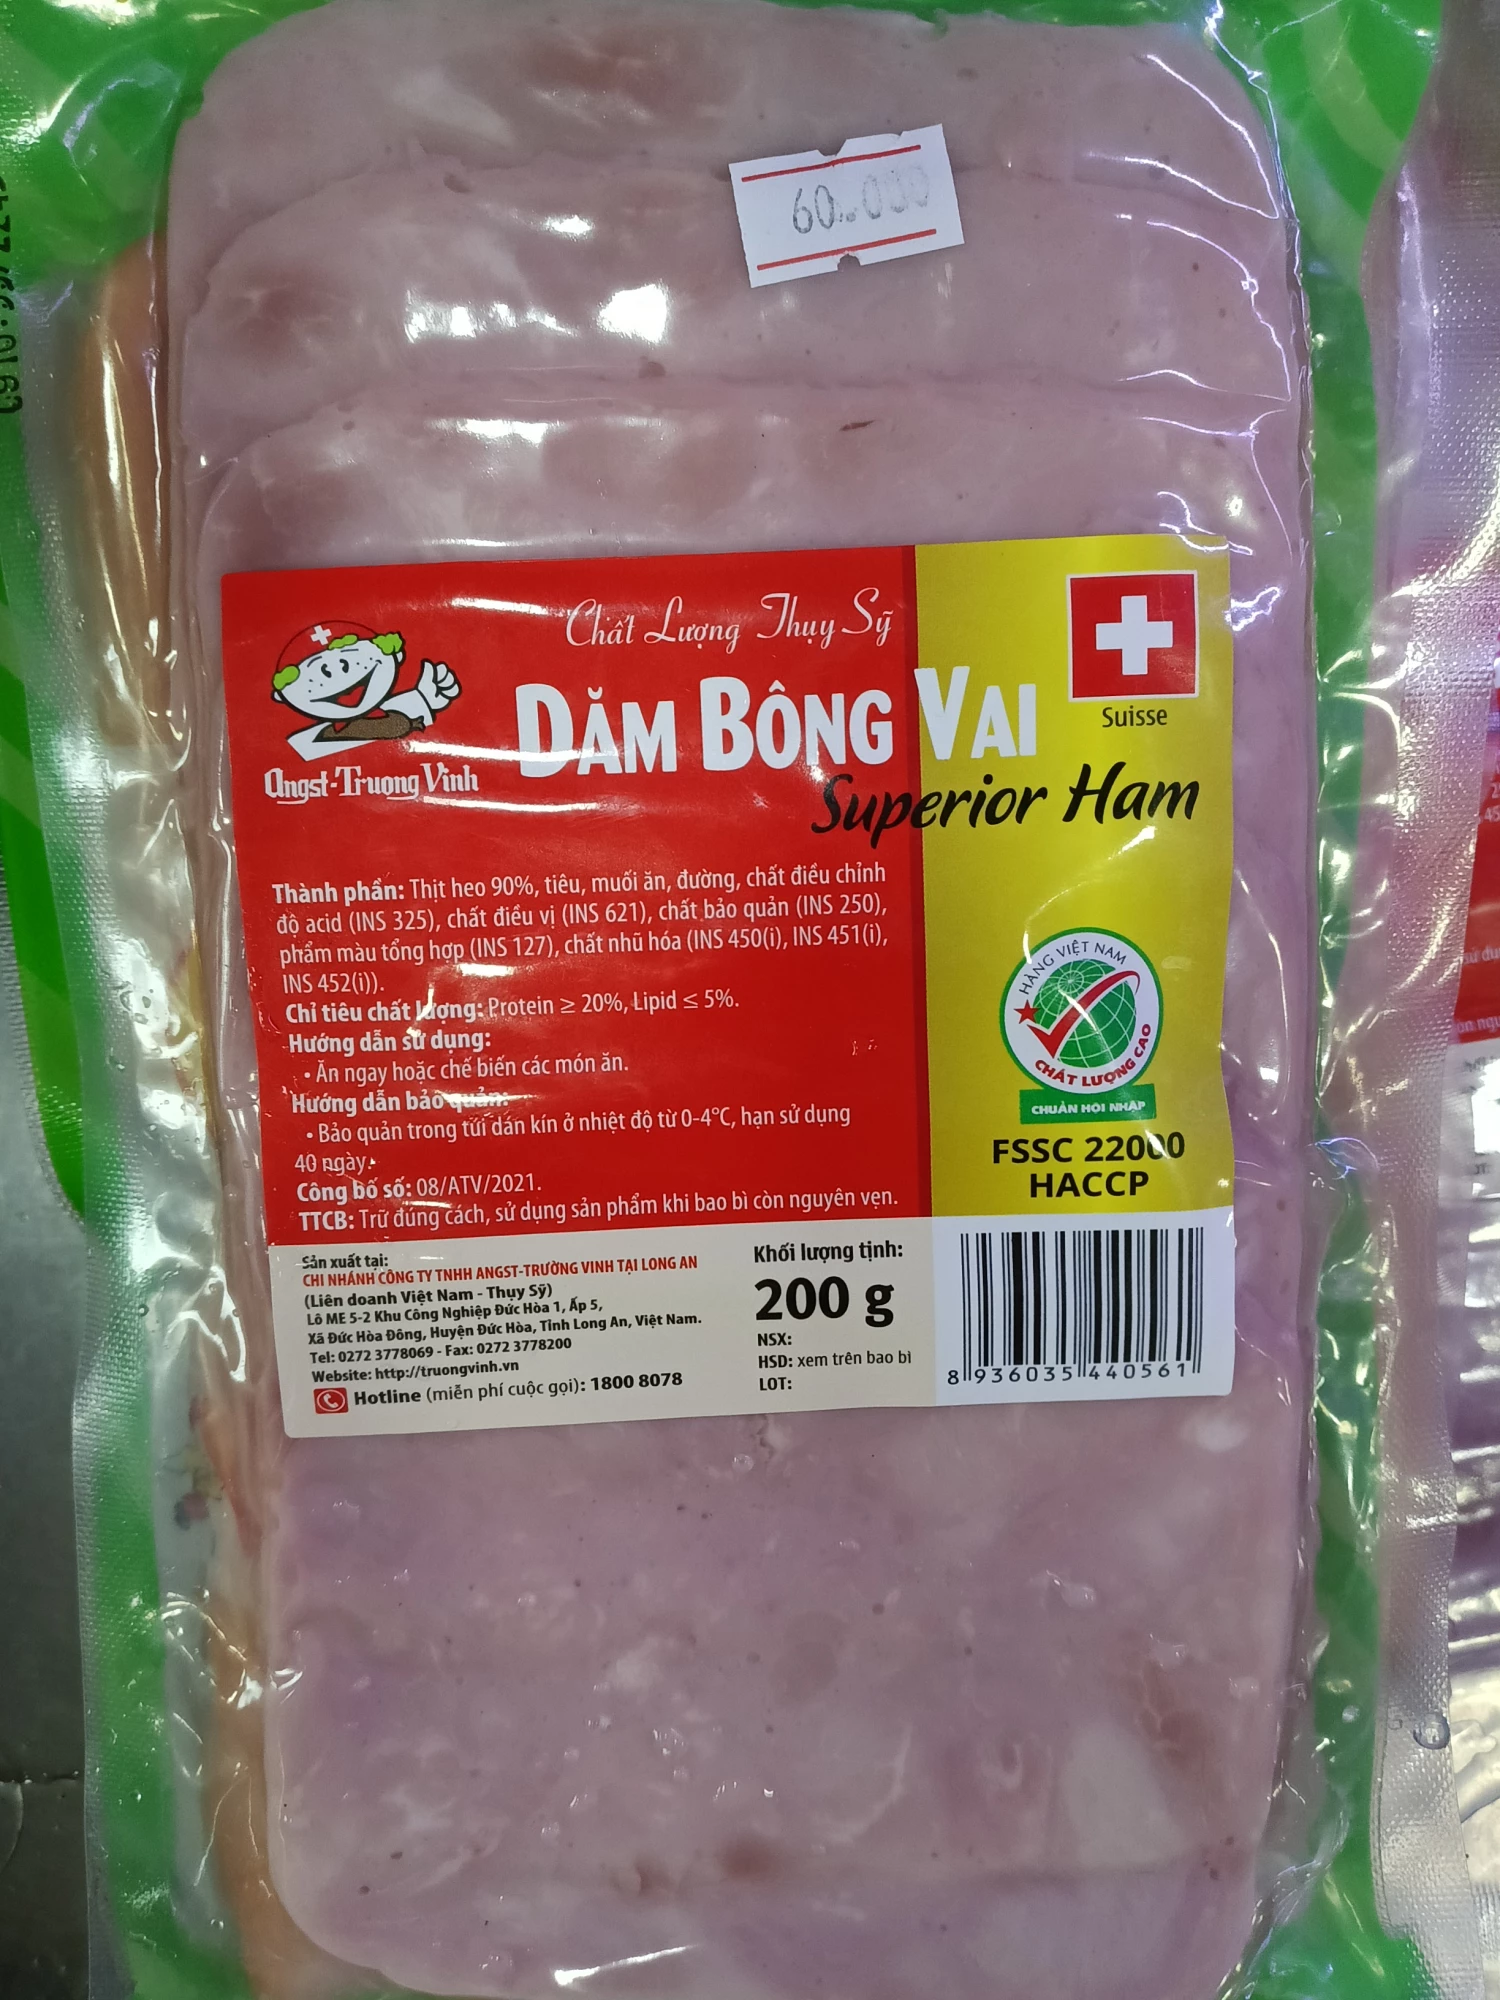 60..000
Chất Lượng Thụy Sỹ
DĂM BÔNG VAI
Superior Ham
Suisse
Angst-Truong Vinh
Thành phần: Thịt heo 90%, tiêu, muối ăn, đường, chất điều chỉnh
độ acid (INS 325), chất điều vị (INS 621), chất bảo quản (INS 250),
phẩm màu tổng hợp (INS 127), chất nhũ hóa (INS 450(i), INS 451(i),
INS 452(i)).
Chỉ tiêu chất lượng: Protein ≥ 20%, Lipid ≤ 5%.
Hướng dẫn sử dụng:
• Ăn ngay hoặc chế biến các món ăn.
Hướng dẫn bảo quản:
• Bảo quản trong túi dán kín ở nhiệt độ từ 0-4°C, hạn sử dụng
40 ngày.
Công bố số: 08/ATV/2021.
TTCB: Trữ đúng cách, sử dụng sản phẩm khi bao bì còn nguyên vẹn.
HÀNG VIỆT NAM
CHẤT LƯỢNG CAO
CHUẨN HỘI NHẬP
FSSC 22000
HACCP
Sản xuất tại:
CHI NHÁNH CÔNG TY TNHH ANGST-TRƯỜNG VINH TẠI LONG AN
(Liên doanh Việt Nam - Thụy Sỹ)
Lô ME 5-2 Khu Công Nghiệp Đức Hòa 1, Ấp 5,
Xã Đức Hòa Đông, Huyện Đức Hòa, Tỉnh Long An, Việt Nam.
Tel: 0272 3778069 - Fax: 0272 3778200
Website: http://truongvinh.vn
Hotline (miễn phí cuộc gọi): 1800 8078
Khối lượng tịnh:
200 g
NSX:
HSD: xem trên bao bì
LOT:
8 936035 440561